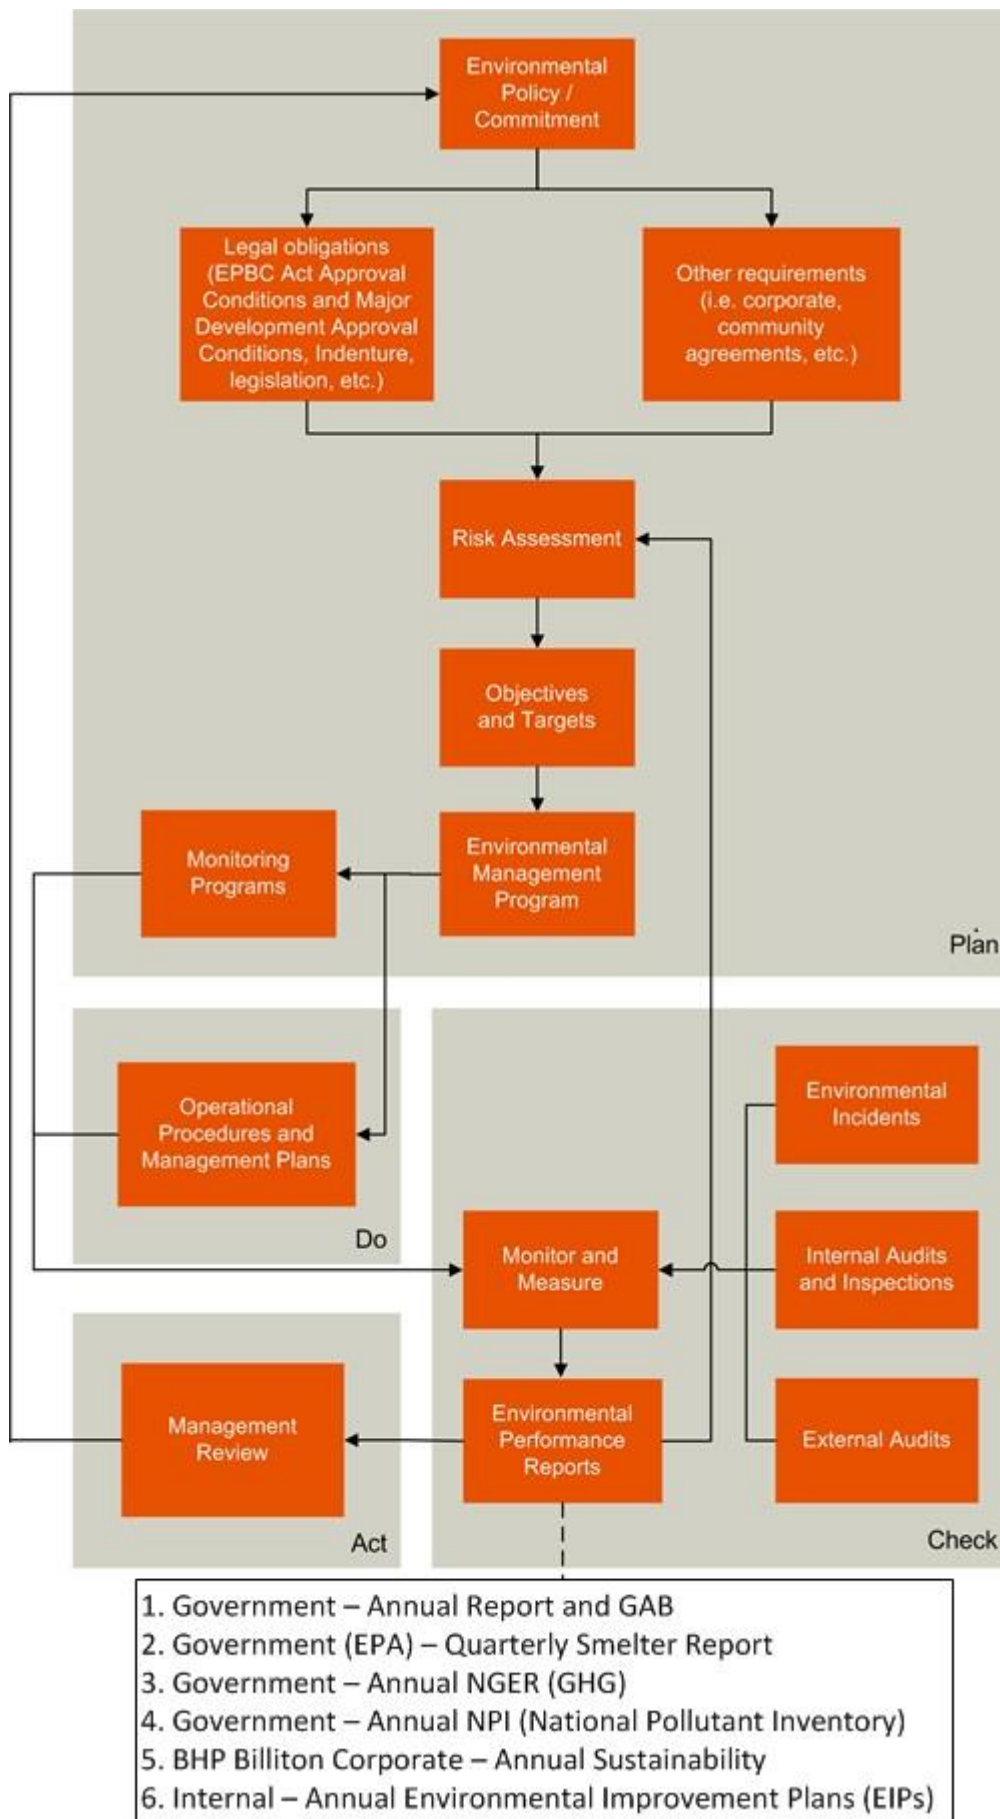 Environmental
Policy /
Commitment
Legal obligations
(EPBC Act Approval
Conditions and Major
Development Approval
Conditions, Indenture,
legislation, etc.)
Other requirements
(i.e. corporate,
community
agreements, etc.)
Risk Assessment
Objectives
and Targets
Monitoring
Programs
Environmental
Management
Program
Plan
Operational
Procedures and
Management Plans
Do
Environmental
Incidents
Monitor and
Measure
Internal Audits
and Inspections
Management
Review
Act
Environmental
Performance
Reports
External Audits
Check
1. Government – Annual Report and GAB
2. Government (EPA) – Quarterly Smelter Report
3. Government – Annual NGER (GHG)
4. Government – Annual NPI (National Pollutant Inventory)
5. BHP Billiton Corporate – Annual Sustainability
6. Internal – Annual Environmental Improvement Plans (EIPs)